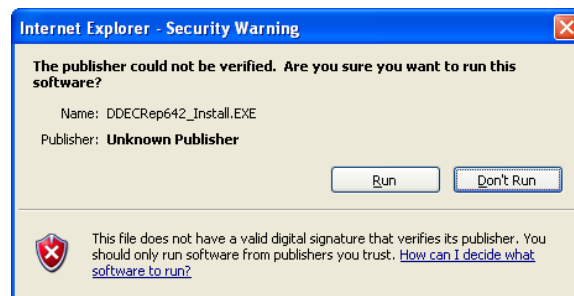 Internet Explorer - Security Warning
The publisher could not be verified.  Are you sure you want to run this
software?
Name: DDECRep642_Install.EXE
Publisher: Unknown Publisher
Run
Don't Run
This file does not have a valid digital signature that verifies its publisher. You
should only run software from publishers you trust. How can I decide what
software to run?